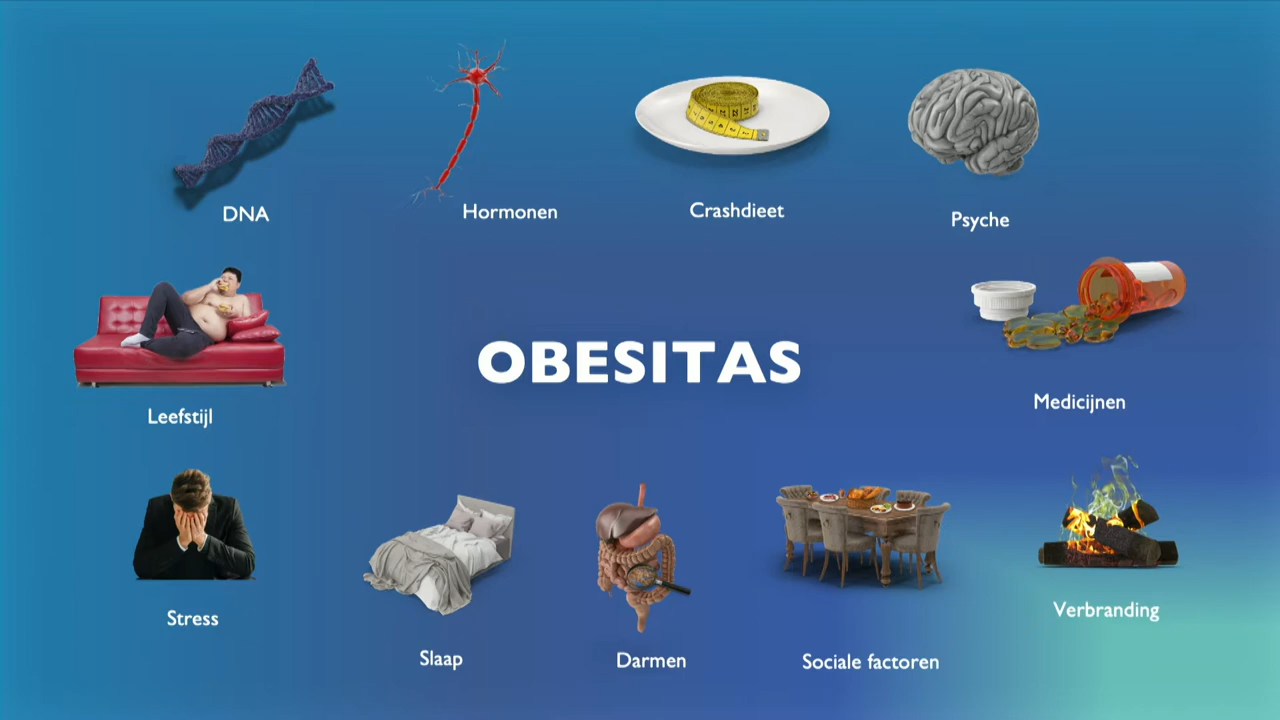 DNA
Hormonen
Crashdieet
Psyche
OBESITAS
Leefstijl
Medicijnen
Stress
Slaap
Darmen
Sociale factoren
Verbranding